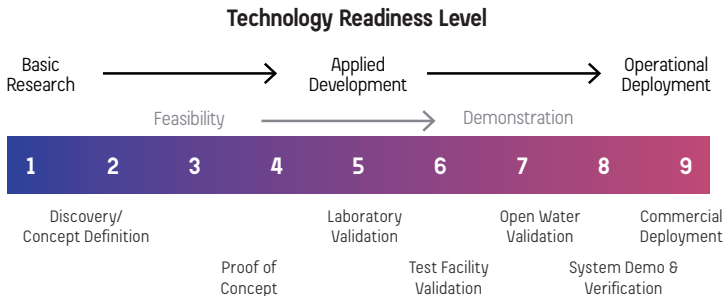 Technology Readiness Level
Basic
Research
Applied
Development
Operational
Deployment
Feasibility
Demonstration
1 2 3 4 5 6 7 8 9
Discovery/
Concept Definition
Laboratory
Validation
Open Water
Validation
Commercial
Deployment
Proof of
Concept
Test Facility
Validation
System Demo &
Verification